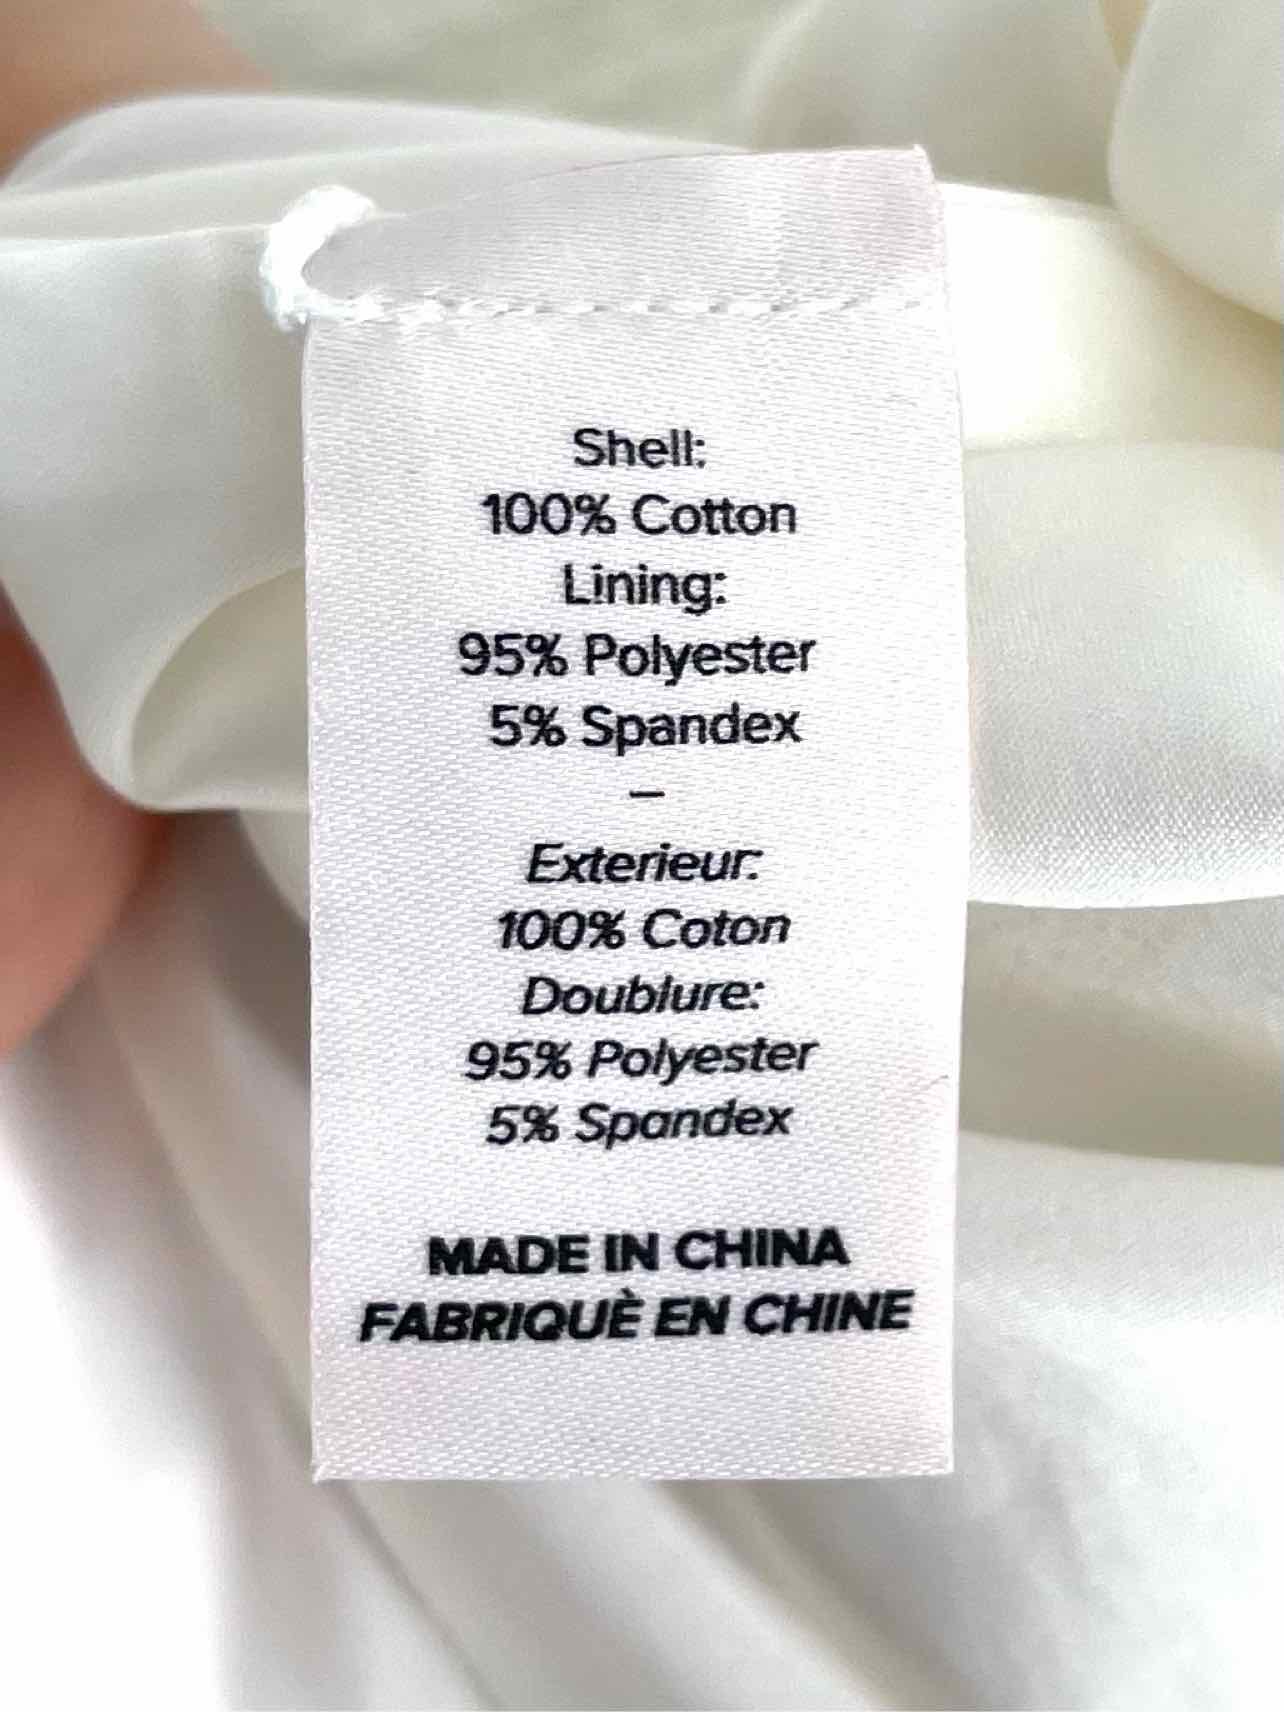 Shell:
100% Cotton
Lining:
95% Polyester
5% Spandex
–
Exterieur:
100% Coton
Doublure:
95% Polyester
5% Spandex
MADE IN CHINA
FABRIQUÈ EN CHINE